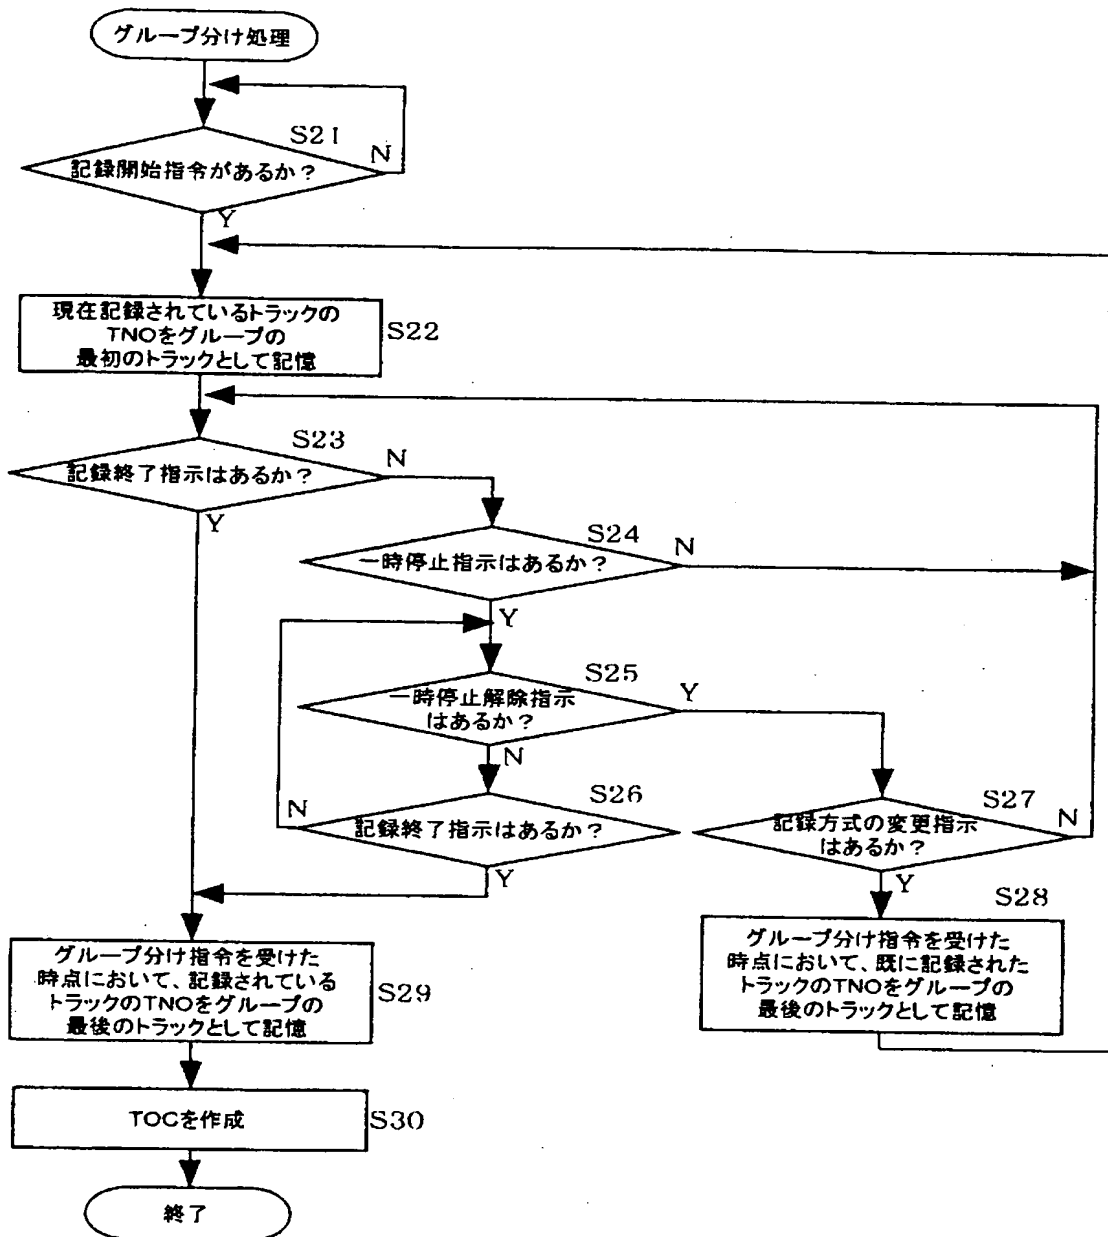 グループ分け処理
S21
N
記録開始指令があるか？
Y
現在記録されているトラックの
TNOをグループの
最初のトラックとして記憶
S22
S23
N
記録終了指示はあるか？
Y
S24
N
一時停止指示はあるか？
Y
S25
Y
一時停止解除指示
はあるか？
N
S26
N
記録終了指示はあるか？
Y
S27
N
記録方式の変更指示
はあるか？
Y
S28
グループ分け指令を受けた
時点において、既に記録された
トラックのTNOをグループの
最後のトラックとして記憶
グループ分け指令を受けた
時点において、記録されている
トラックのTNOをグループの
最後のトラックとして記憶
S29
TOCを作成
S30
終了